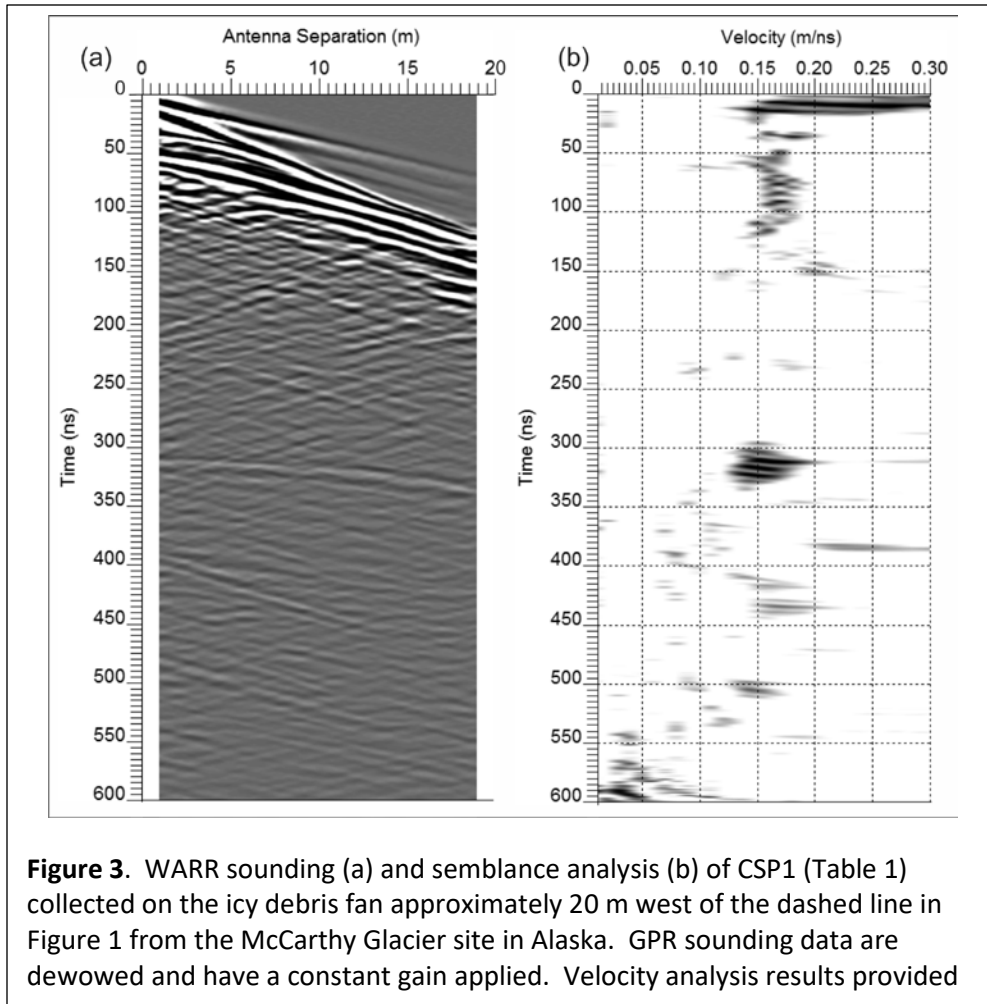 Antenna Separation (m)
(a)
0 5 10 15 20
0
50
100
150
200
250
300
350
400
450
500
550
600
Time (ns)
Velocity (m/ns)
(b)
0.05 0.10 0.15 0.20 0.25 0.30
0
50
100
150
200
250
300
350
400
450
500
550
600
Time (ns)
Figure 3. WARR sounding (a) and semblance analysis (b) of CSP1 (Table 1)
collected on the icy debris fan approximately 20 m west of the dashed line in
Figure 1 from the McCarthy Glacier site in Alaska. GPR sounding data are
dewowed and have a constant gain applied. Velocity analysis results provided